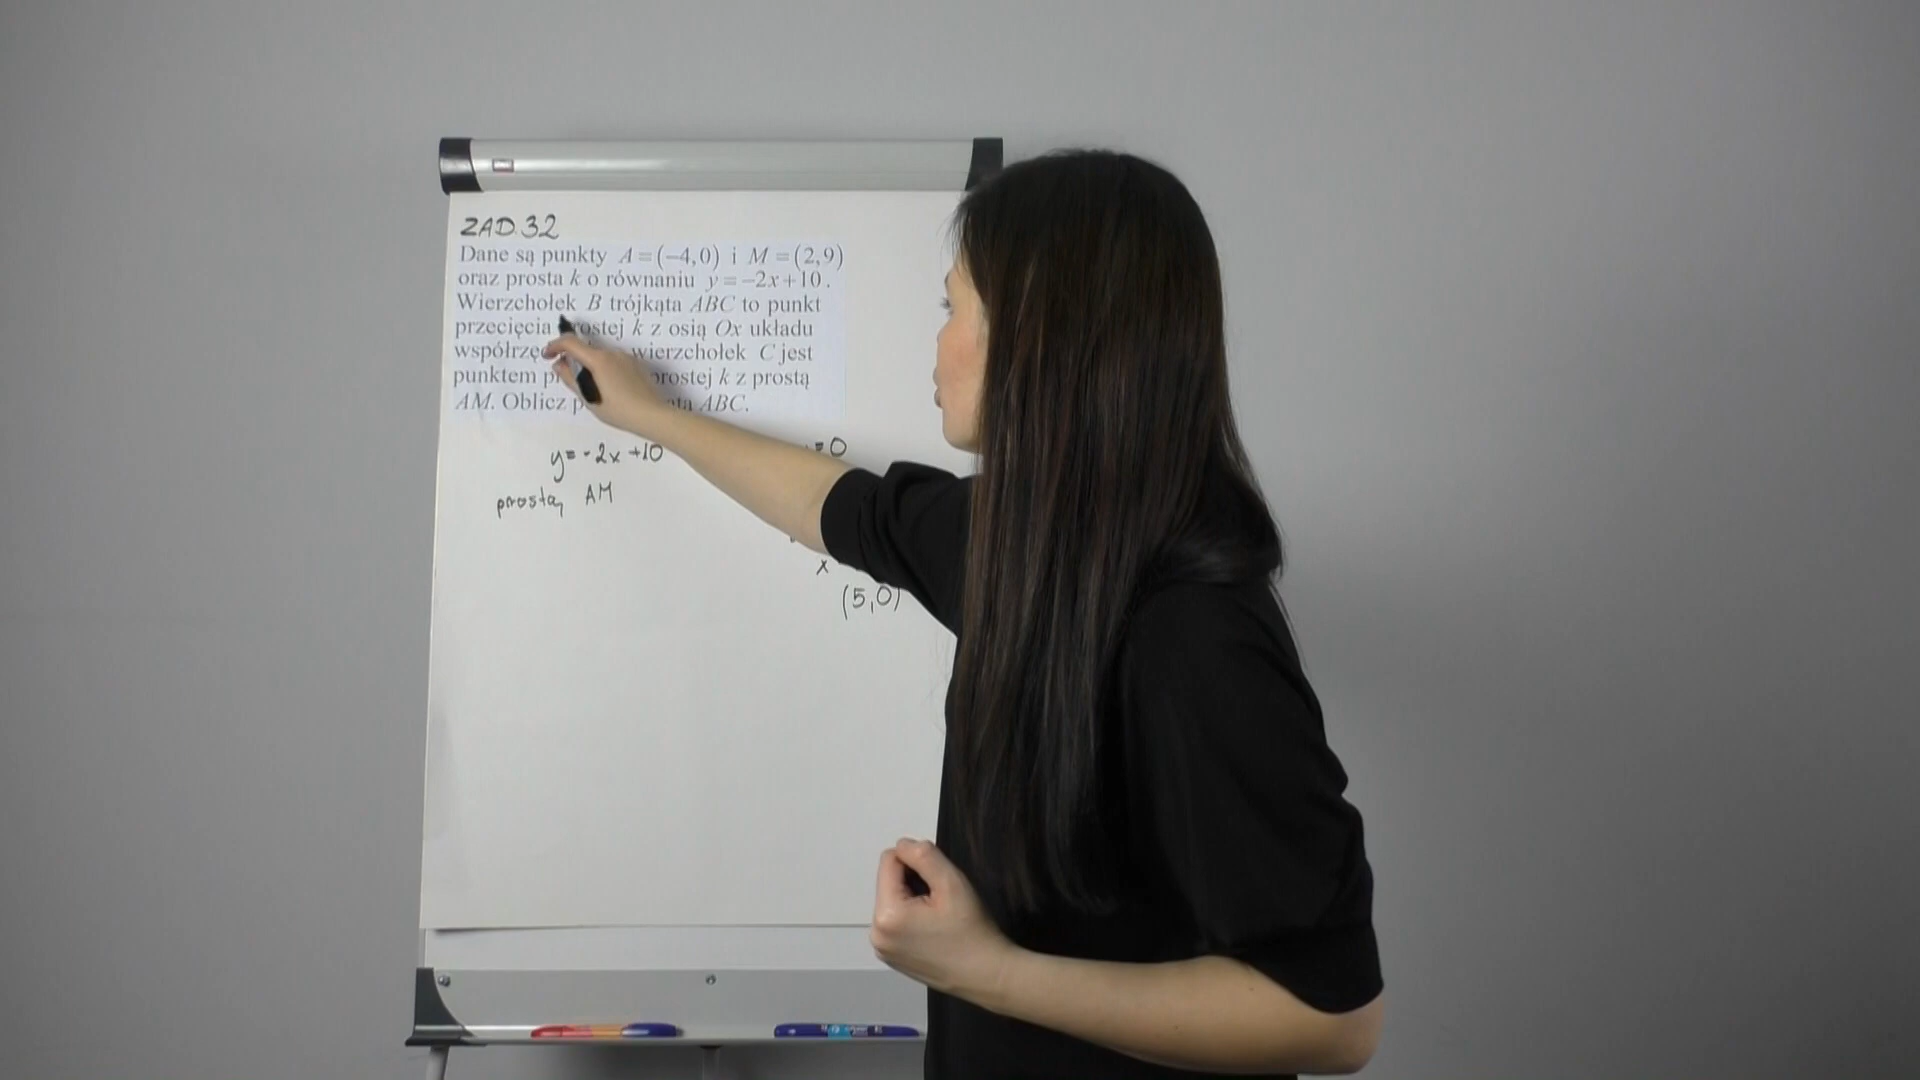 ZAD.32
Dane są punkty A=(−4,0) i M=(2,9)
oraz prosta k o równaniu y=−2x+10.
Wierzchołek B trójkąta ABC to punkt
przecięcia prostej k z osią Ox układu
wierzchołek C jest
punktem prostej k z prostą
AM. Oblicz ABC.
y=-2x+10
=0
prosta AM
x
(5,0)